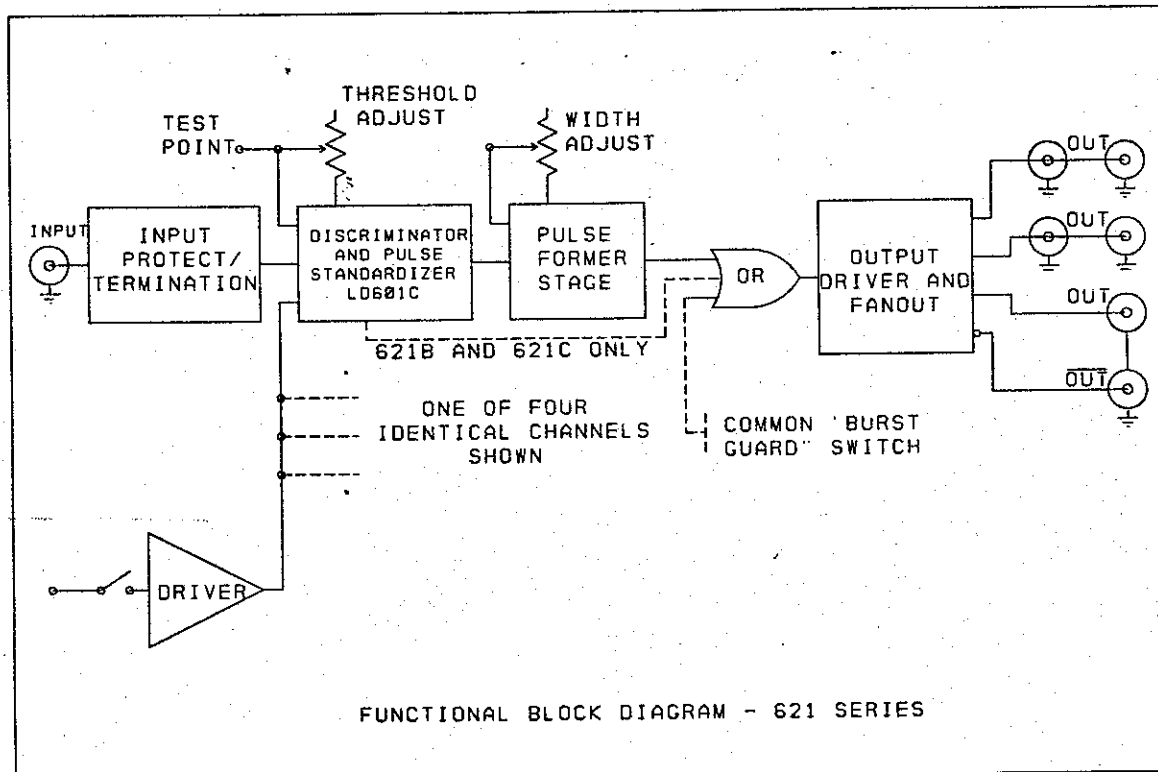 THRESHOLD
ADJUST
TEST
POINT
WIDTH
ADJUST
OUT
INPUT
INPUT
PROTECT/
TERMINATION
DISCRIMINATOR
AND PULSE
STANDARDIZER
LD601C
PULSE
FORMER
STAGE
OR
OUTPUT
DRIVER AND
FANOUT
OUT
OUT
OUT
621B AND 621C ONLY
ONE OF FOUR
IDENTICAL CHANNELS
SHOWN
COMMON "BURST
GUARD" SWITCH
DRIVER
FUNCTIONAL BLOCK DIAGRAM - 621 SERIES